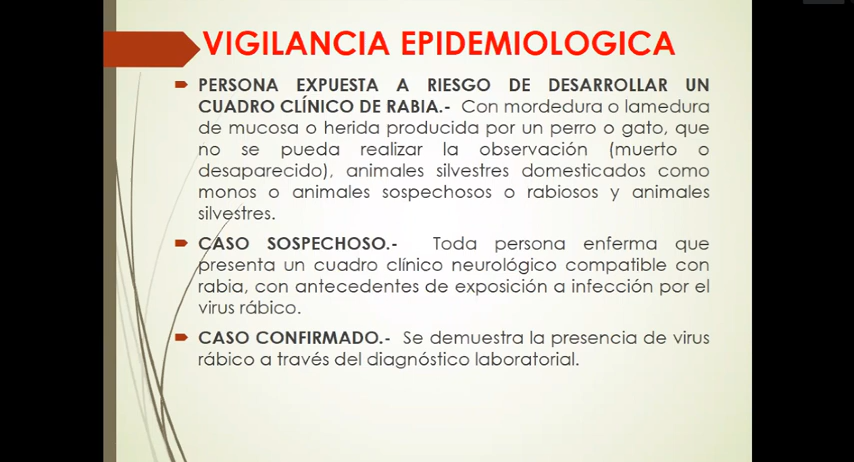 VIGILANCIA EPIDEMIOLOGICA
PERSONA EXPUESTA A RIESGO DE DESARROLLAR UN
CUADRO CLÍNICO DE RABIA.- Con mordedura o lamedura
de mucosa o herida producida por un perro o gato, que
no se pueda realizar la observación (muerto o
desaparecido), animales silvestres domesticados como
monos o animales sospechosos o rabiosos y animales
silvestres.
CASO SOSPECHOSO.- Toda persona enferma que
presenta un cuadro clínico neurológico compatible con
rabia, con antecedentes de exposición a infección por el
virus rábico.
CASO CONFIRMADO.- Se demuestra la presencia de virus
rábico a través del diagnóstico laboratorial.